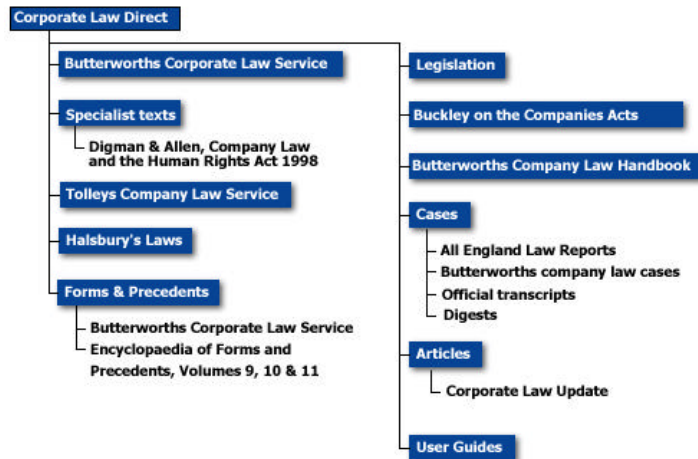 Corporate Law Direct
Butterworths Corporate Law Service
Specialist texts
Digman & Allen, Company Law
and the Human Rights Act 1998
Tolleys Company Law Service
Halsbury's Laws
Forms & Precedents
Butterworths Corporate Law Service
Encyclopaedia of Forms and
Precedents, Volumes 9, 10 & 11
Legislation
Buckley on the Companies Acts
Butterworths Company Law Handbook
Cases
All England Law Reports
Butterworths company law cases
Official transcripts
Digests
Articles
Corporate Law Update
User Guides